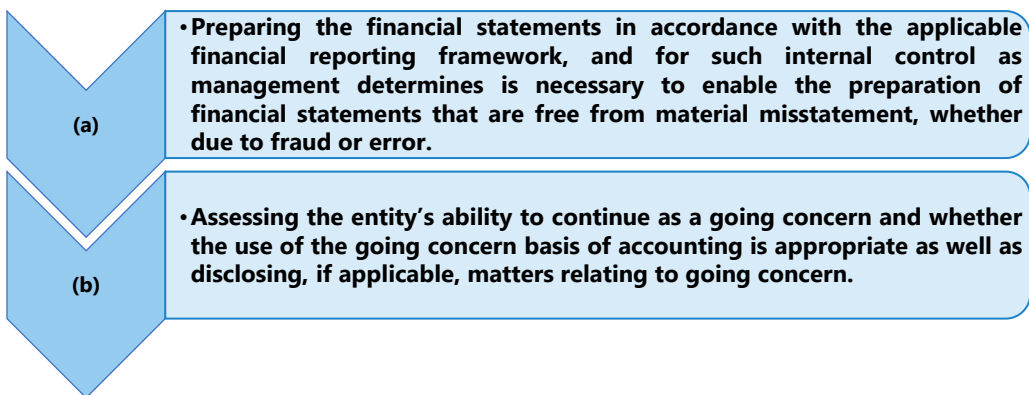 •Preparing the financial statements in accordance with the applicable
financial reporting framework, and for such internal control as
management determines is necessary to enable the preparation of
financial statements that are free from material misstatement, whether
due to fraud or error.
(a)
•Assessing the entity's ability to continue as a going concern and whether
the use of the going concern basis of accounting is appropriate as well as
disclosing, if applicable, matters relating to going concern.
(b)